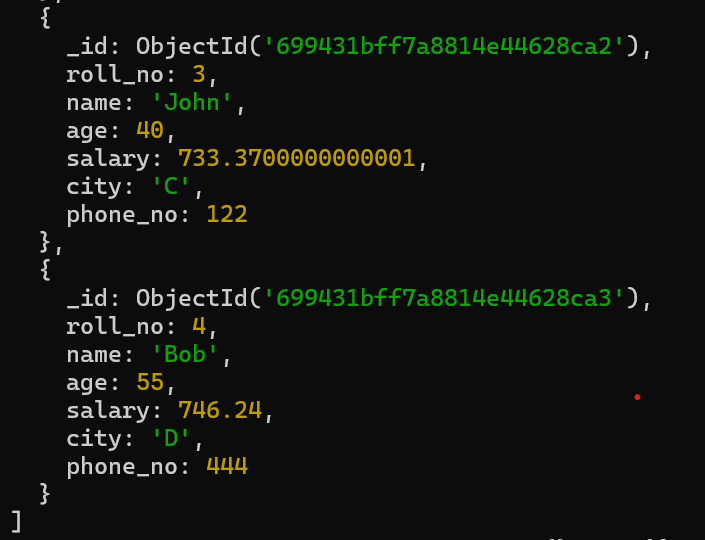 {
_id: ObjectId('699431bff7a8814e44628ca2'),
roll_no: 3,
name: 'John',
age: 40,
salary: 733.3700000000001,
city: 'C',
phone_no: 122
},
{
_id: ObjectId('699431bff7a8814e44628ca3'),
roll_no: 4,
name: 'Bob',
age: 55,
salary: 746.24,
city: 'D',
phone_no: 444
}
]